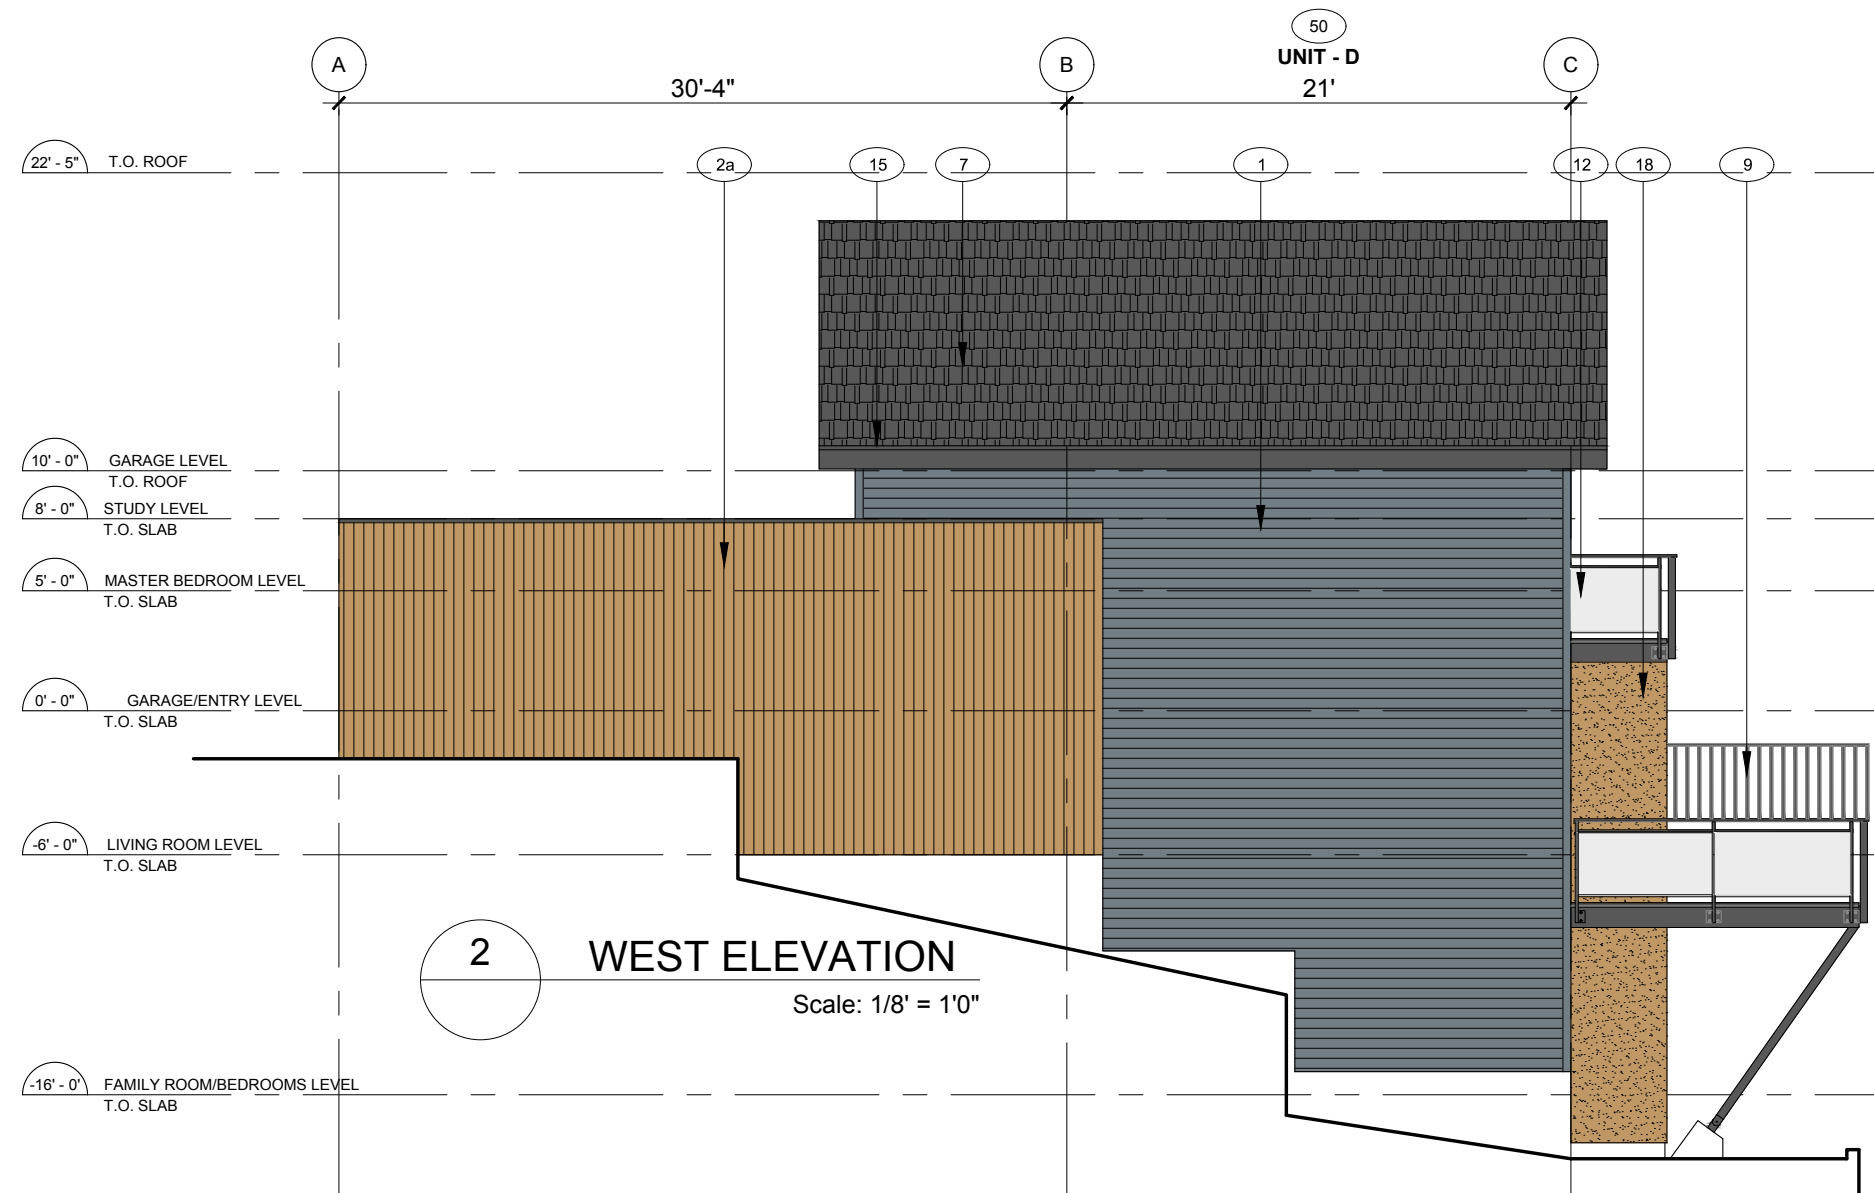 50
UNIT - D
A
B
C
30'-4"
21'
22' - 5" T.O. ROOF
2a
15
7
1
12
18
9
10' - 0" GARAGE LEVEL
T.O. ROOF
8' - 0" STUDY LEVEL
T.O. SLAB
5' - 0" MASTER BEDROOM LEVEL
T.O. SLAB
0' - 0" GARAGE/ENTRY LEVEL
T.O. SLAB
-6' - 0" LIVING ROOM LEVEL
T.O. SLAB
2 WEST ELEVATION
Scale: 1/8' = 1'0"
-16' - 0' FAMILY ROOM/BEDROOMS LEVEL
T.O. SLAB